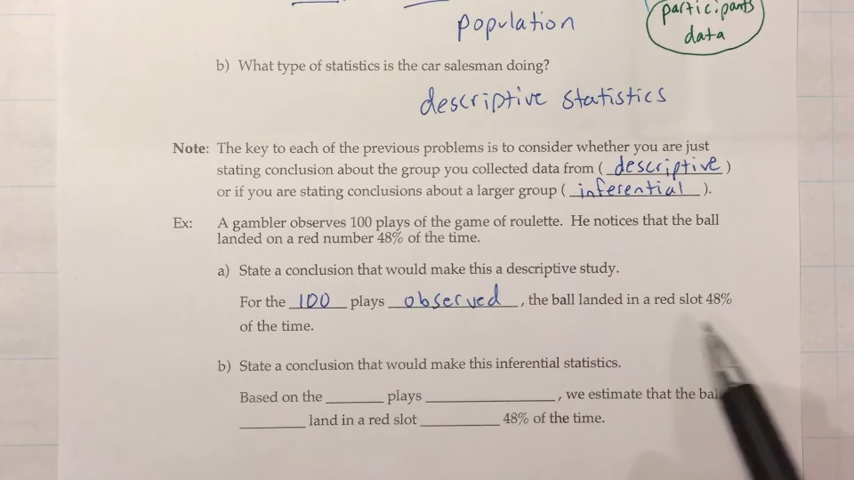 participants
population
data
b) What type of statistics is the car salesman doing?
descriptive statistics
Note: The key to each of the previous problems is to consider whether you are just
stating conclusion about the group you collected data from ( descriptive )
or if you are stating conclusions about a larger group ( inferential ).
Ex: A gambler observes 100 plays of the game of roulette. He notices that the ball
landed on a red number 48% of the time.
a) State a conclusion that would make this a descriptive study.
For the 100 plays observed, the ball landed in a red slot 48%
of the time.
b) State a conclusion that would make this inferential statistics.
Based on the ______ plays ______________, we estimate that the
________ land in a red slot __________ 48% of the time.